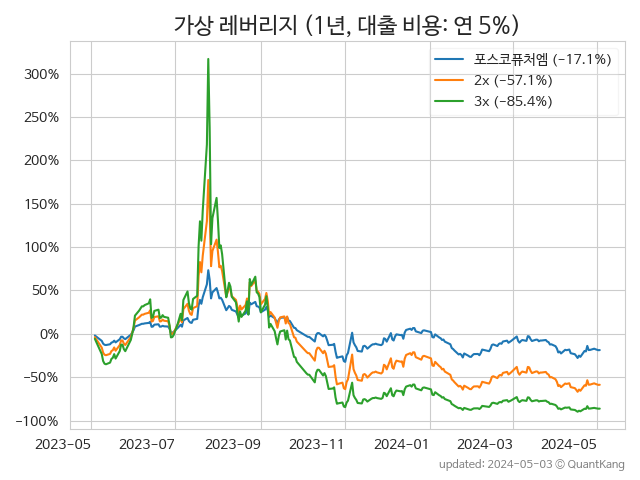 가상 레버리지 (1년, 대출 비용: 연 5%)
포스코퓨처엠 (-17.1%)
2x (-57.1%)
3x (-85.4%)
300%
250%
200%
150%
100%
50%
0%
-50%
-100%
2023-05 2023-07 2023-09 2023-11 2024-01 2024-03 2024-05
updated: 2024-05-03 © QuantKang